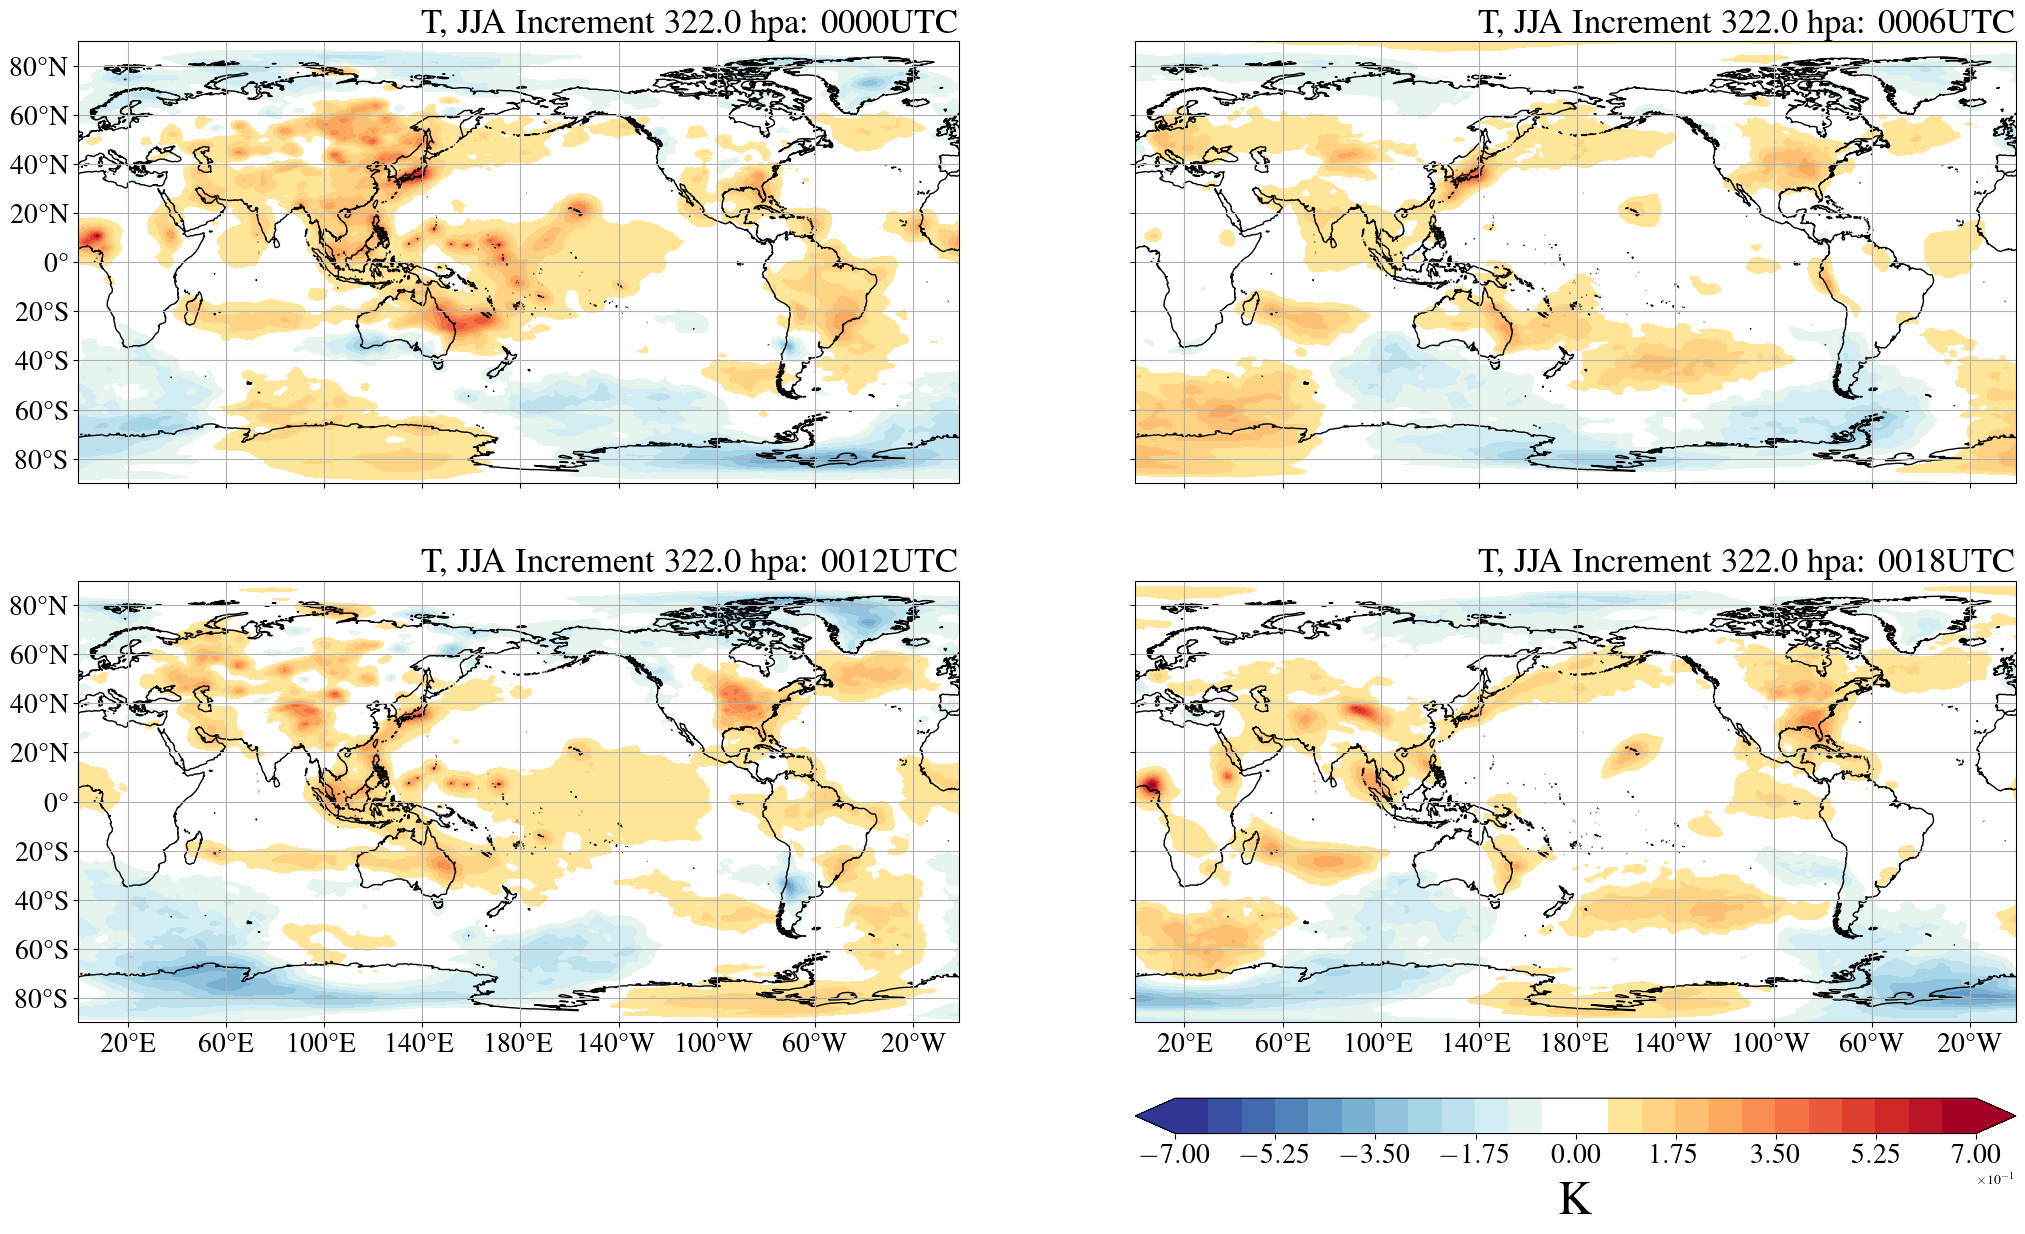 T, JJA Increment 322.0 hpa: 0000UTC
T, JJA Increment 322.0 hpa: 0006UTC
80°N
60°N
40°N
20°N
0°
20°S
40°S
60°S
80°S
T, JJA Increment 322.0 hpa: 0012UTC
T, JJA Increment 322.0 hpa: 0018UTC
80°N
60°N
40°N
20°N
0°
20°S
40°S
60°S
80°S
20°E 60°E 100°E 140°E 180°E 140°W 100°W 60°W 20°W
20°E 60°E 100°E 140°E 180°E 140°W 100°W 60°W 20°W
−7.00 −5.25 −3.50 −1.75 0.00 1.75 3.50 5.25 7.00
×10⁻¹
K